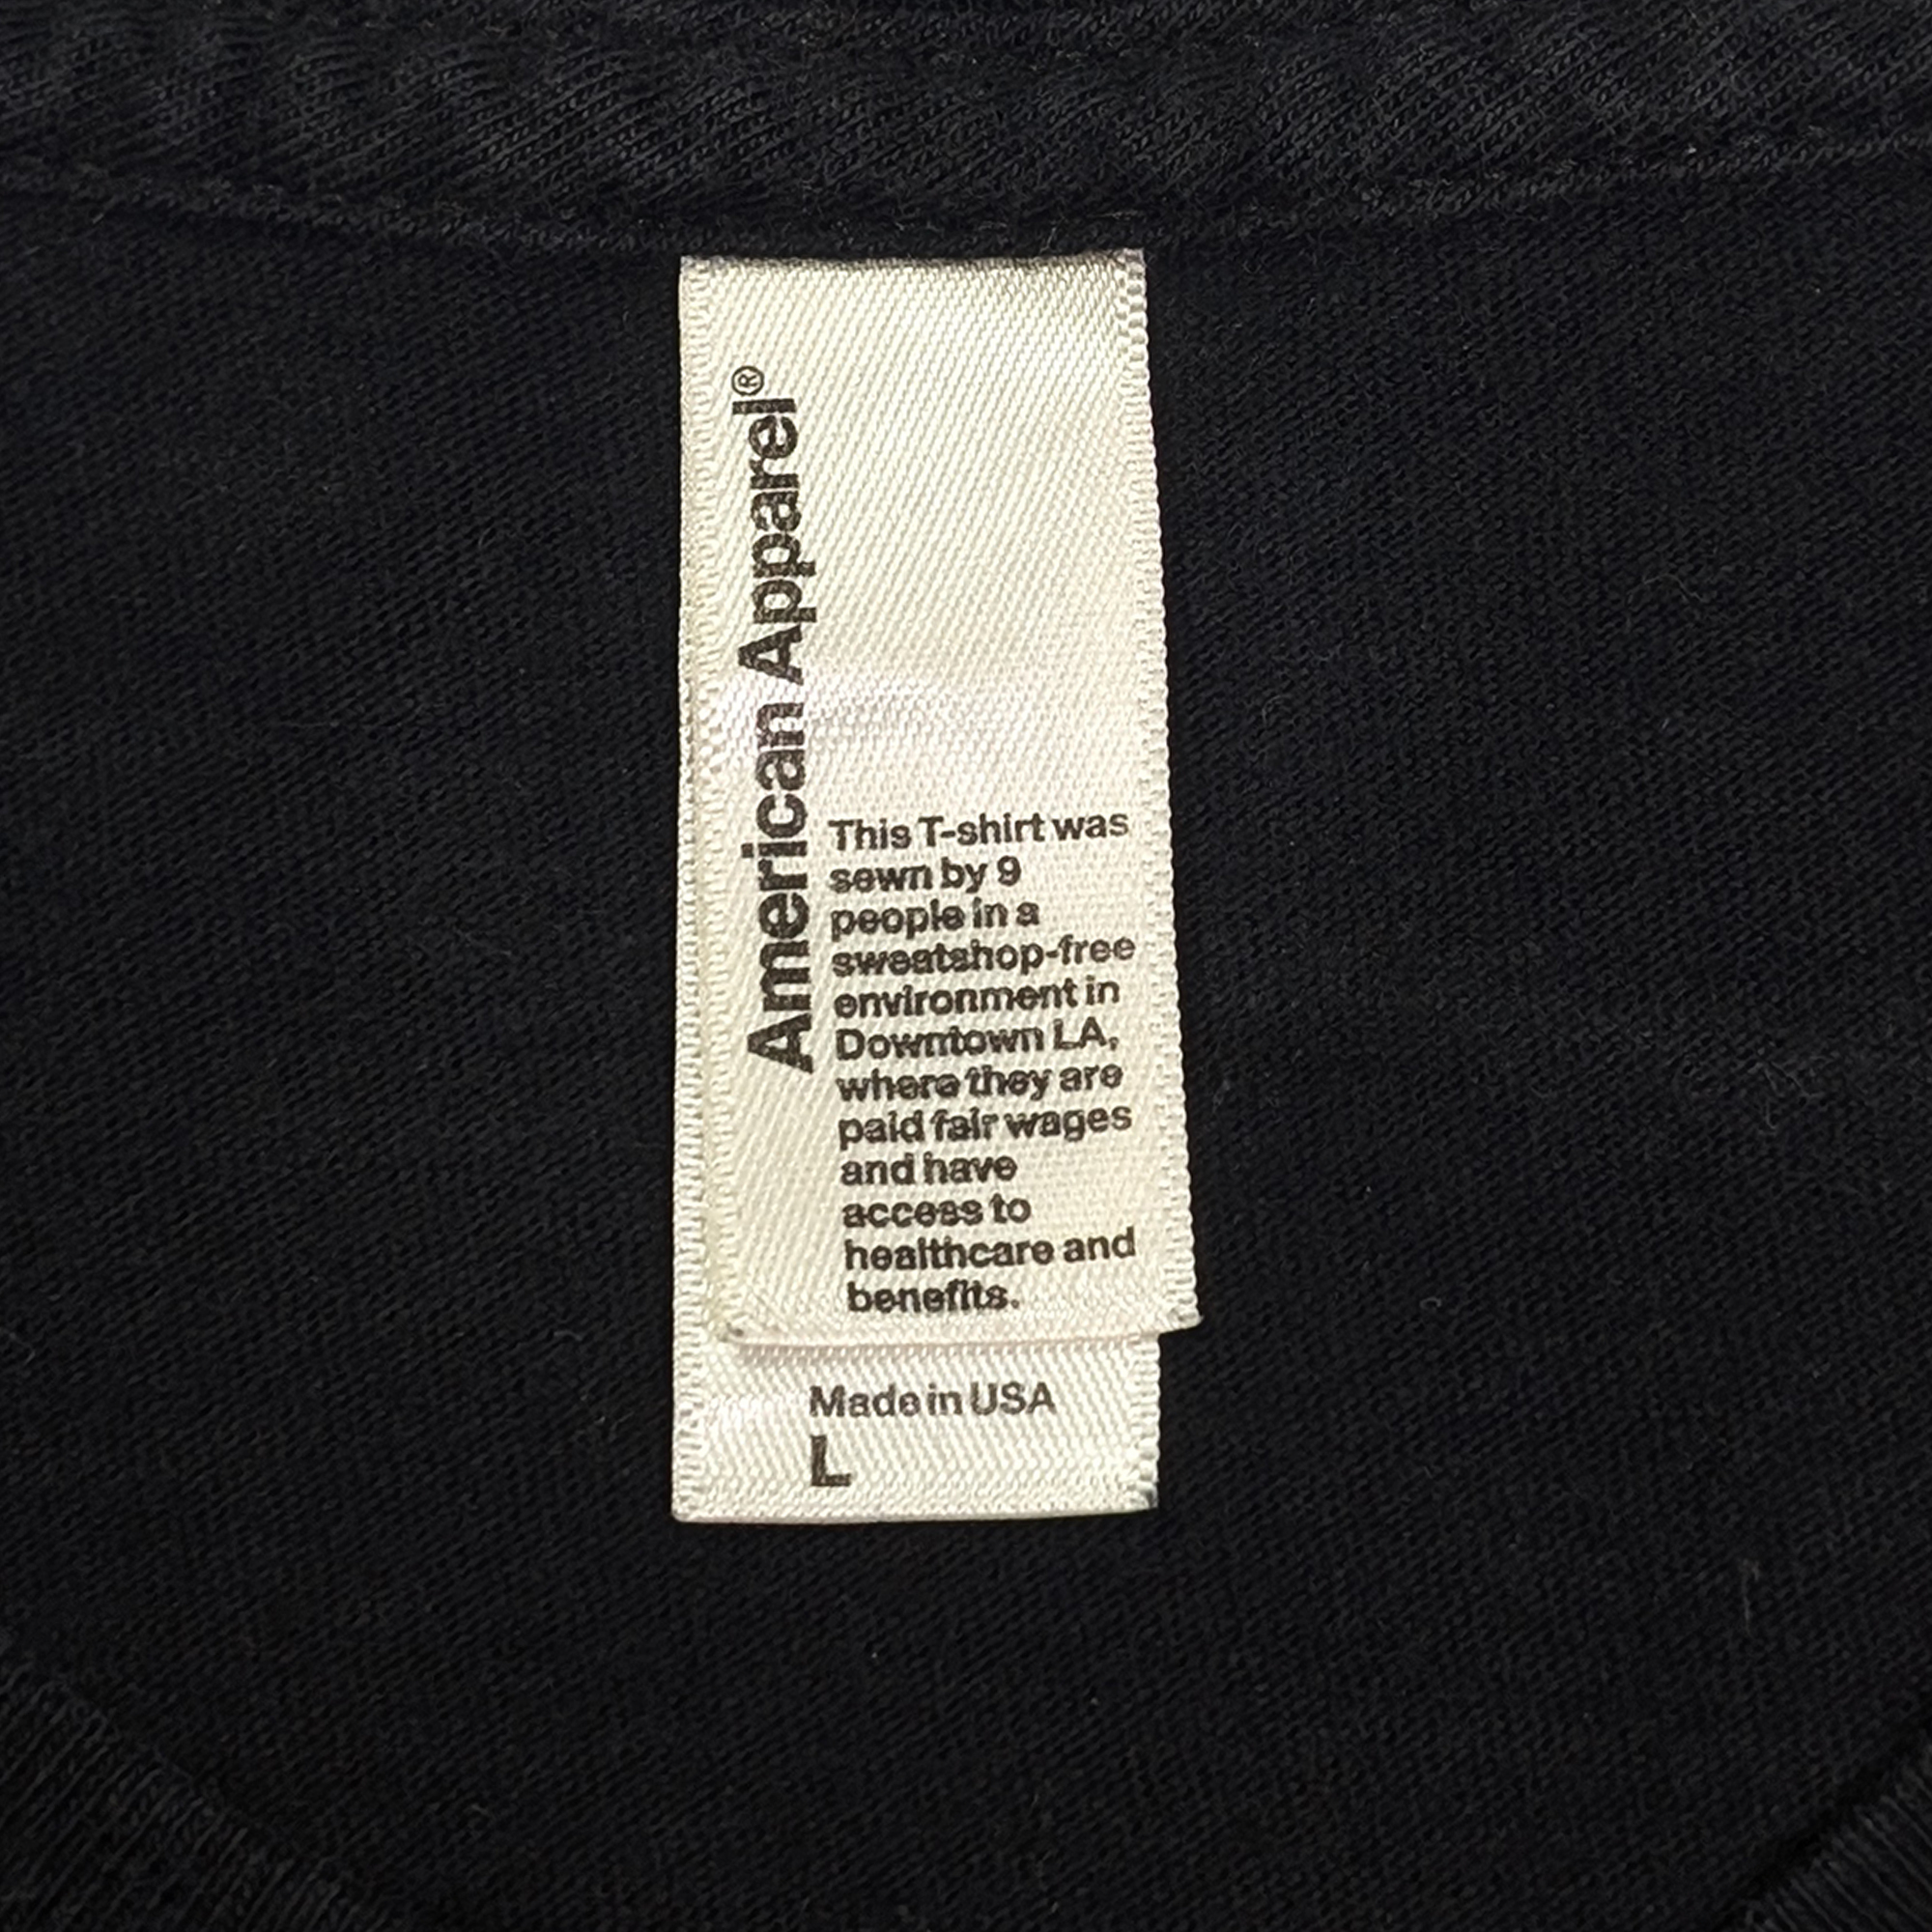 American Apparel®
This T-shirt was
sewn by 9
people in a
sweatshop-free
environment in
Downtown LA,
where they are
paid fair wages
and have
access to
healthcare and
benefits.
Made in USA
L